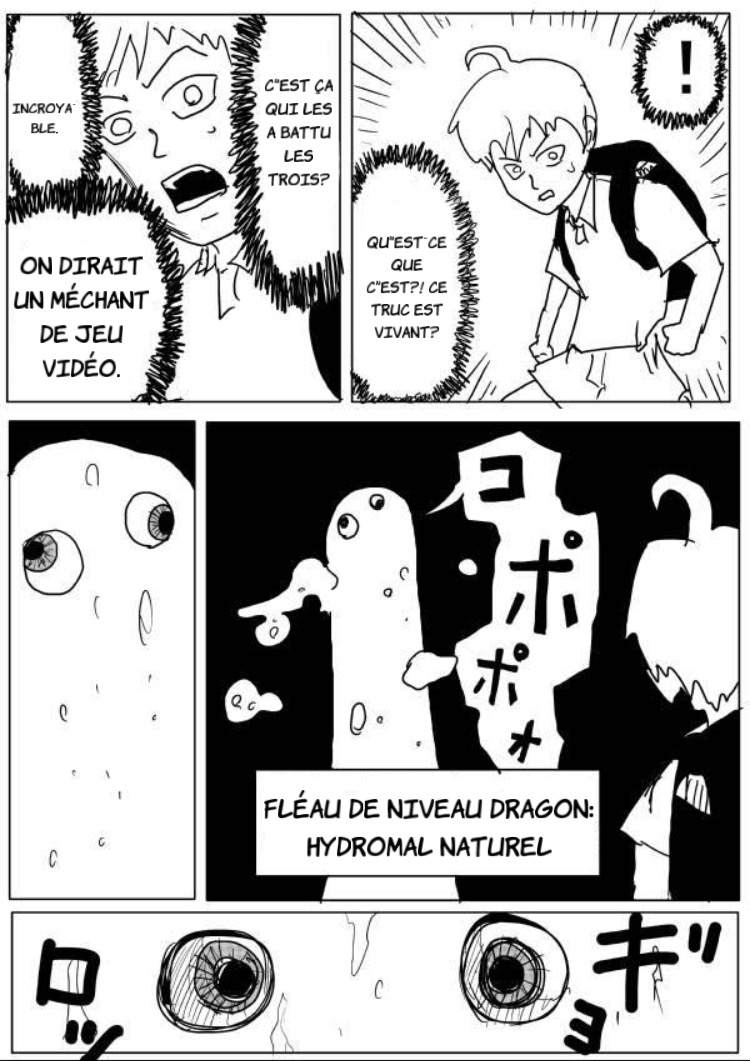 !
QU"EST-CE
QUE
C"EST?! CE
TRUC EST
VIVANT?
C"EST ÇA
QUI LES
A BATTU
LES
TROIS?
INCROYA-
BLE.
ON DIRAIT
UN MÉCHANT
DE JEU
VIDÉO.
コポポォ
FLÉAU DE NIVEAU DRAGON:
HYDROMAL NATUREL
ギョロッ